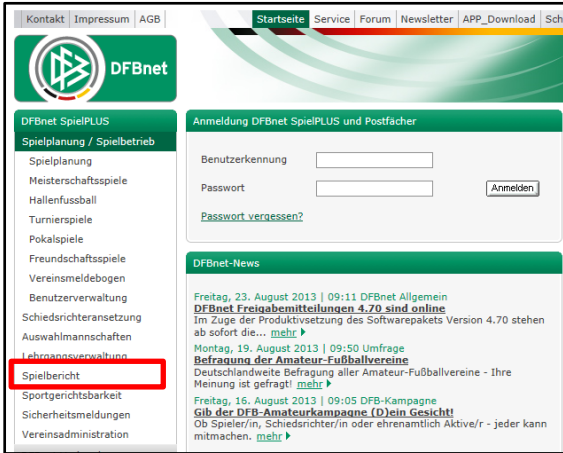 Kontakt Impressum AGB
Startseite Service Forum Newsletter APP_Download Sch
DFB
DFBnet
DFBnet SpielPLUS
Spielplanung / Spielbetrieb
Spielplanung
Meisterschaftsspiele
Hallenfussball
Turnierspiele
Pokalspiele
Freundschaftsspiele
Vereinsmeldebogen
Benutzerverwaltung
Schiedsrichteransetzung
Auswahlmannschaften
Lehrgangsverwaltung
Spielbericht
Sportgerichtsbarkeit
Sicherheitsmeldungen
Vereinsadministration
Anmeldung DFBnet SpielPLUS und Postfächer
Benutzerkennung
Passwort
Anmelden
Passwort vergessen?
DFBnet-News
Freitag, 23. August 2013 | 09:11 DFBnet Allgemein
DFBnet Freigabemitteilungen 4.70 sind online
Im Zuge der Produktivsetzung des Softwarepakets Version 4.70 stehen
ab sofort die... mehr
Montag, 19. August 2013 | 09:50 Umfrage
Befragung der Amateur-Fußballvereine
Deutschlandweite Befragung aller Amateur-Fußballvereine - Ihre
Meinung ist gefragt! mehr
Freitag, 16. August 2013 | 09:05 DFB-Kampagne
Gib der DFB-Amateurkampagne (D)ein Gesicht!
Ob Spieler/in, Schiedsrichter/in oder ehrenamtlich Aktive/r - jeder kann
mitmachen. mehr